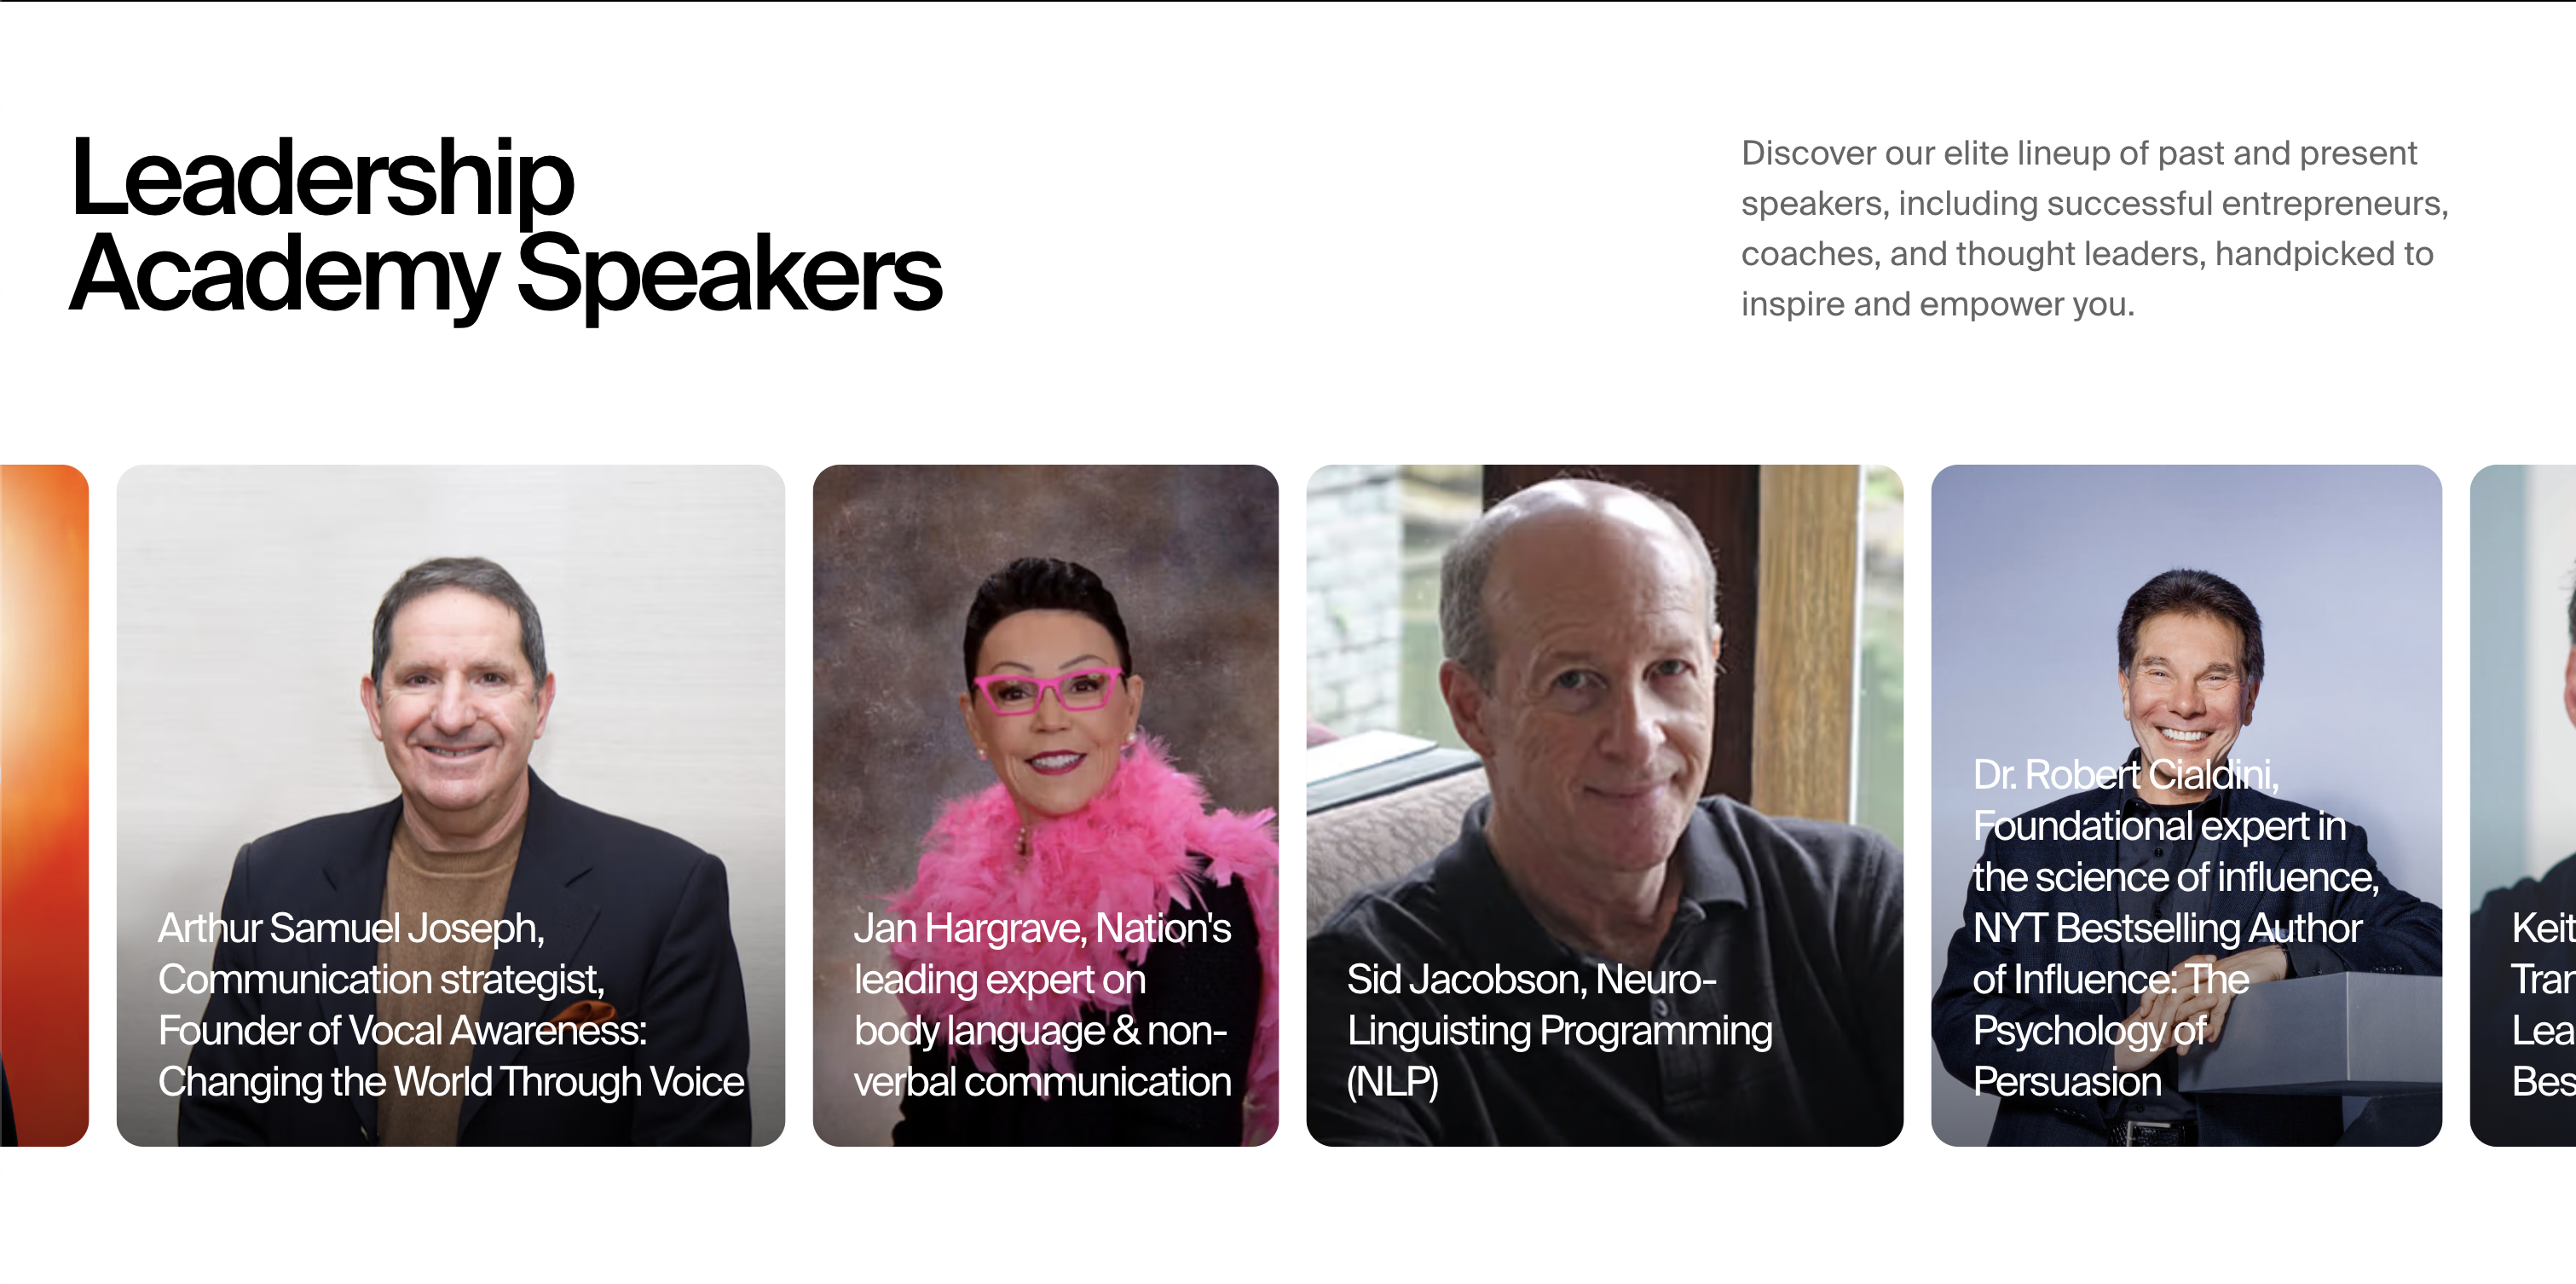 Leadership
Academy Speakers
Discover our elite lineup of past and present
speakers, including successful entrepreneurs,
coaches, and thought leaders, handpicked to
inspire and empower you.
Arthur Samuel Joseph,
Communication strategist,
Founder of Vocal Awareness:
Changing the World Through Voice
Jan Hargrave, Nation's
leading expert on
body language & non-
verbal communication
Sid Jacobson, Neuro-
Linguisting Programming
(NLP)
Dr. Robert Cialdini,
Foundational expert in
the science of influence,
NYT Bestselling Author
of Influence: The
Psychology of
Persuasion
Keit
Tran
Lea
Bes